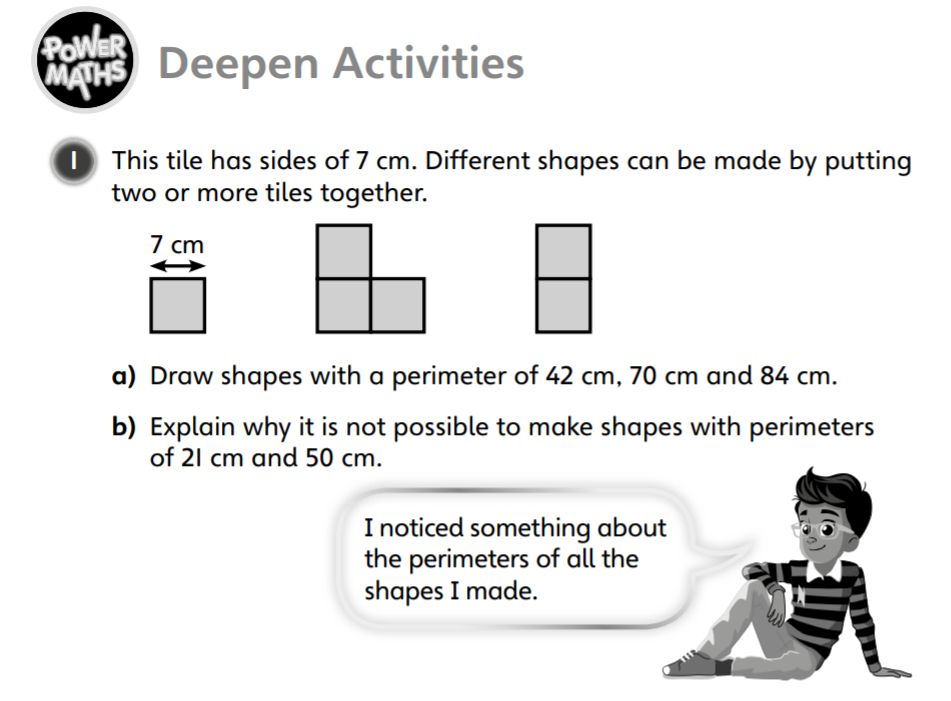 POWER
MATHS
Deepen Activities
1 This tile has sides of 7 cm. Different shapes can be made by putting
two or more tiles together.
7 cm
a) Draw shapes with a perimeter of 42 cm, 70 cm and 84 cm.
b) Explain why it is not possible to make shapes with perimeters
of 21 cm and 50 cm.
I noticed something about
the perimeters of all the
shapes I made.